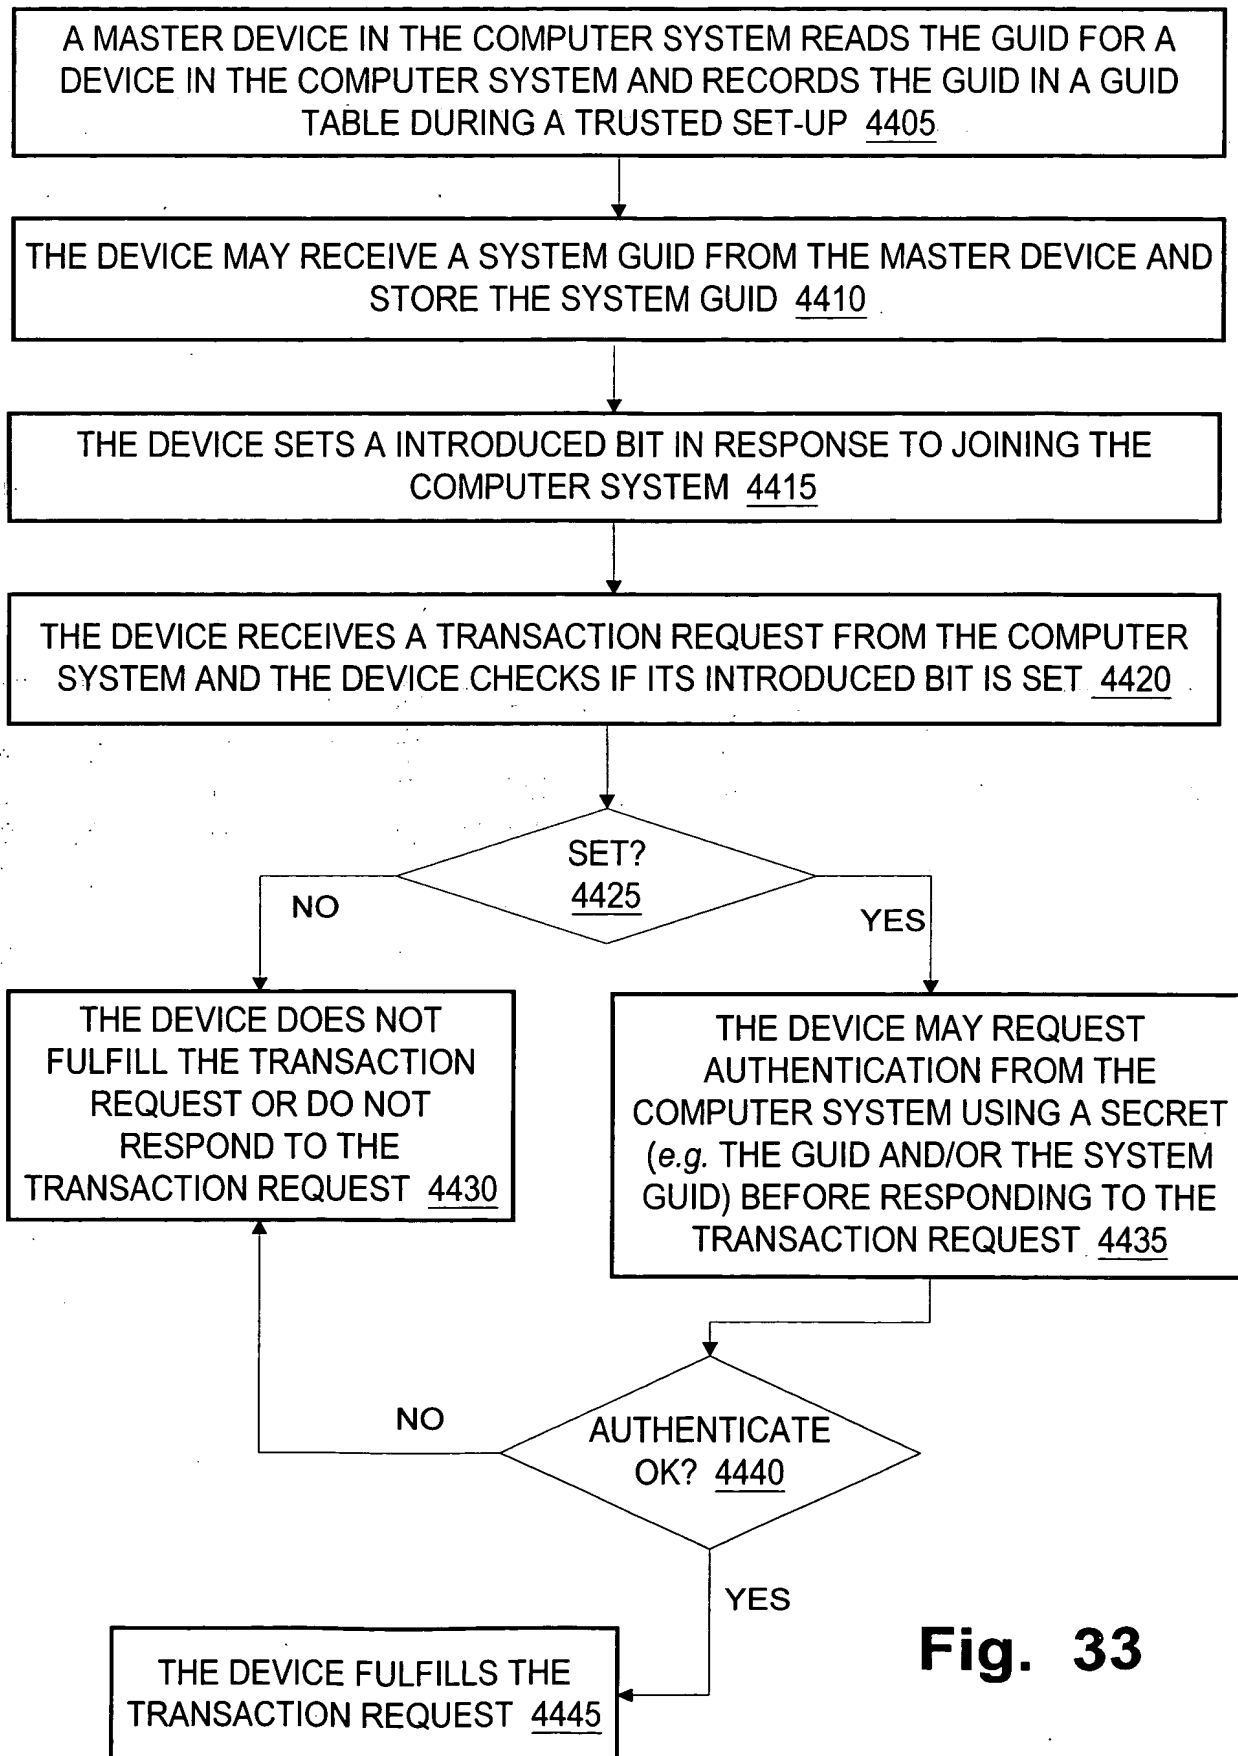 A MASTER DEVICE IN THE COMPUTER SYSTEM READS THE GUID FOR A
DEVICE IN THE COMPUTER SYSTEM AND RECORDS THE GUID IN A GUID
TABLE DURING A TRUSTED SET-UP 4405
THE DEVICE MAY RECEIVE A SYSTEM GUID FROM THE MASTER DEVICE AND
STORE THE SYSTEM GUID 4410
THE DEVICE SETS A INTRODUCED BIT IN RESPONSE TO JOINING THE
COMPUTER SYSTEM 4415
THE DEVICE RECEIVES A TRANSACTION REQUEST FROM THE COMPUTER
SYSTEM AND THE DEVICE CHECKS IF ITS INTRODUCED BIT IS SET 4420
SET?
4425
NO
YES
THE DEVICE DOES NOT
FULFILL THE TRANSACTION
REQUEST OR DO NOT
RESPOND TO THE
TRANSACTION REQUEST 4430
THE DEVICE MAY REQUEST
AUTHENTICATION FROM THE
COMPUTER SYSTEM USING A SECRET
(e.g. THE GUID AND/OR THE SYSTEM
GUID) BEFORE RESPONDING TO THE
TRANSACTION REQUEST 4435
NO
AUTHENTICATE
OK? 4440
YES
THE DEVICE FULFILLS THE
TRANSACTION REQUEST 4445
Fig. 33